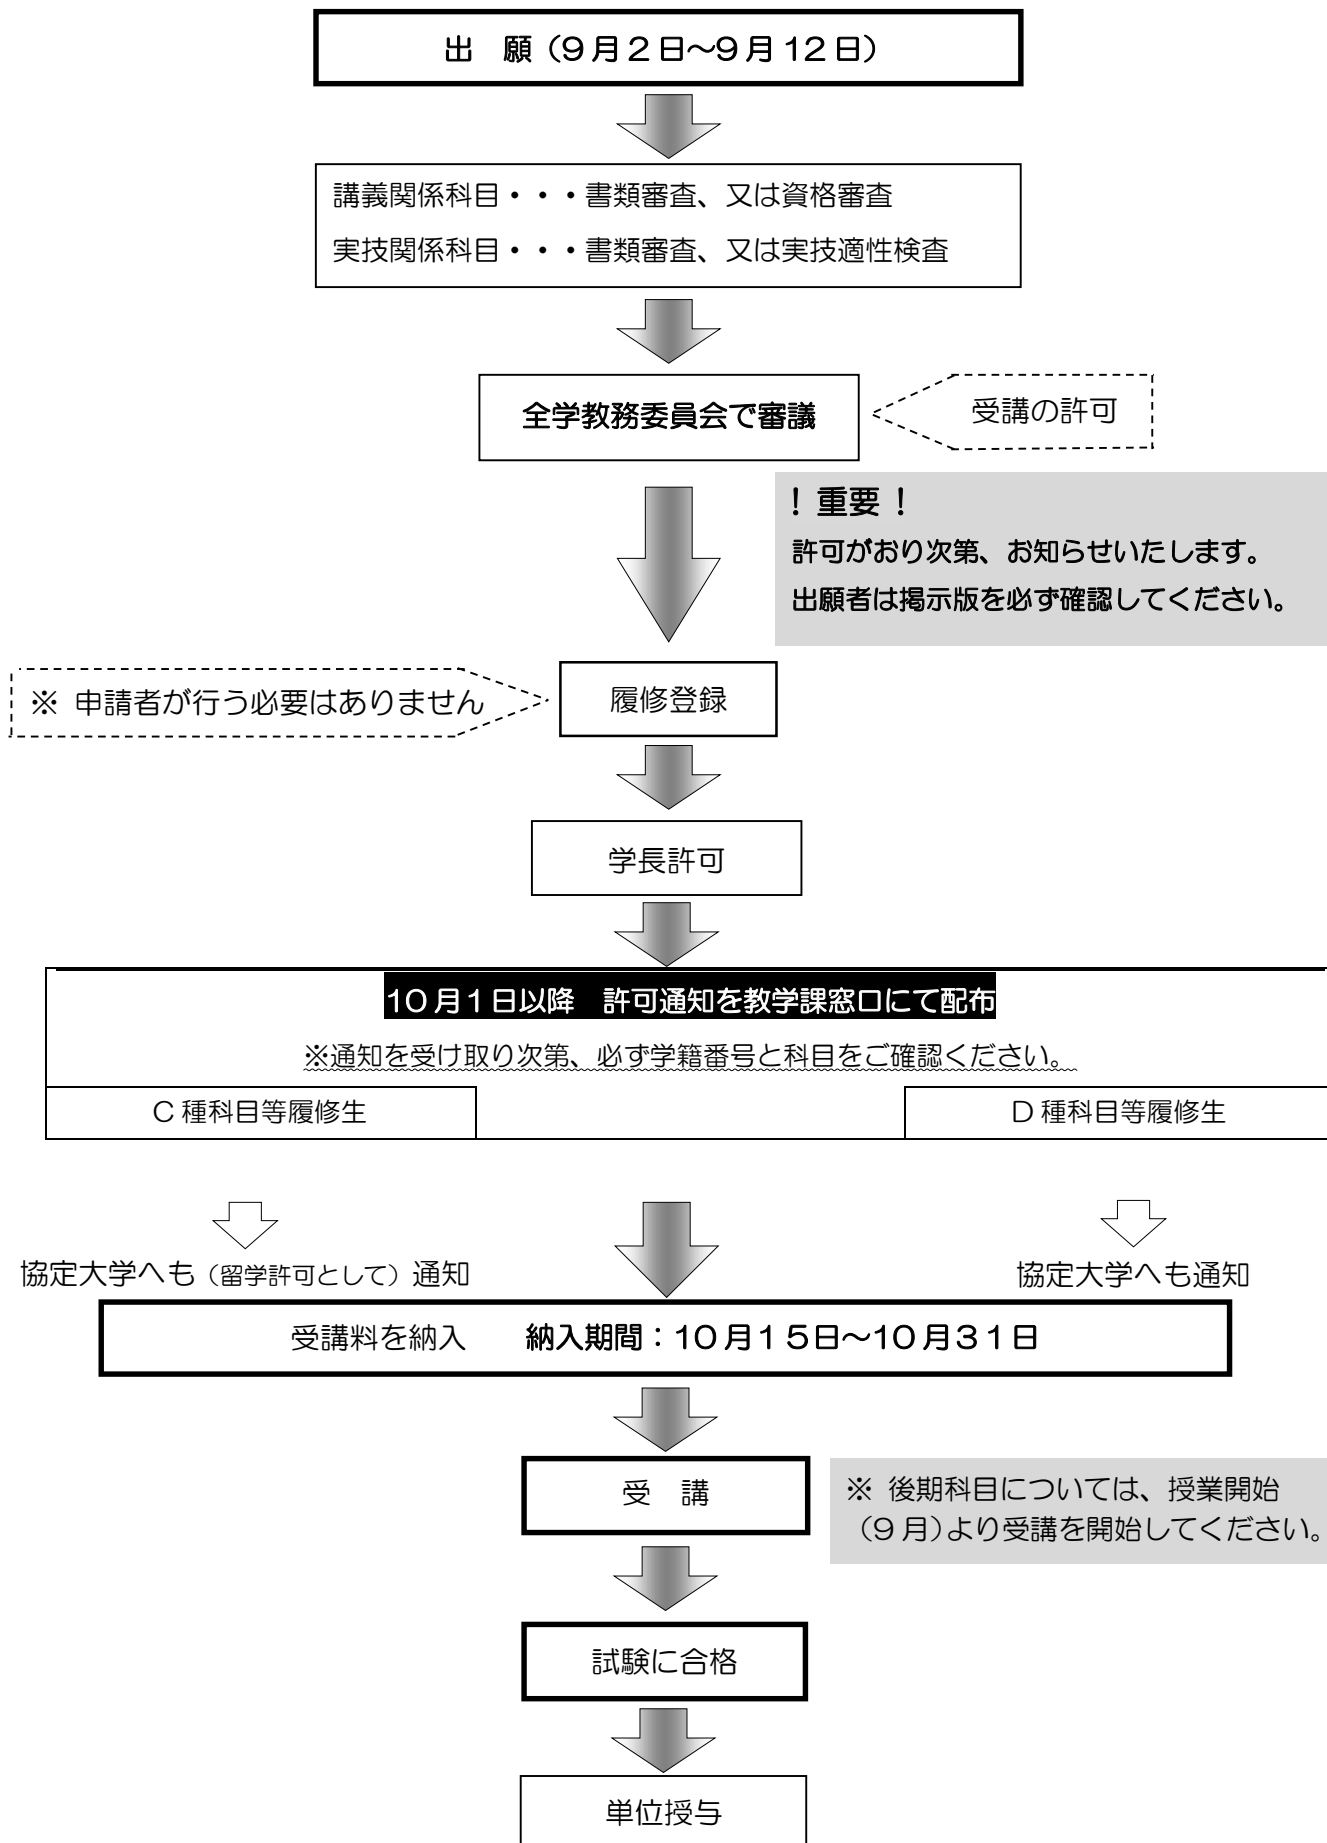 出　願（９月２日～９月１２日）
講義関係科目・・・書類審査、又は資格審査
実技関係科目・・・書類審査、又は実技適性検査
全学教務委員会で審議
受講の許可
！重要！
許可がおり次第、お知らせいたします。
出願者は掲示版を必ず確認してください。
※ 申請者が行う必要はありません
履修登録
学長許可
１０月１日以降　許可通知を教学課窓口にて配布
※通知を受け取り次第、必ず学籍番号と科目をご確認ください。
Ｃ種科目等履修生
Ｄ種科目等履修生
協定大学へも（留学許可として）通知
協定大学へも通知
受講料を納入　　納入期間：１０月１５日～１０月３１日
受　講
※ 後期科目については、授業開始
（９月）より受講を開始してください。
試験に合格
単位授与